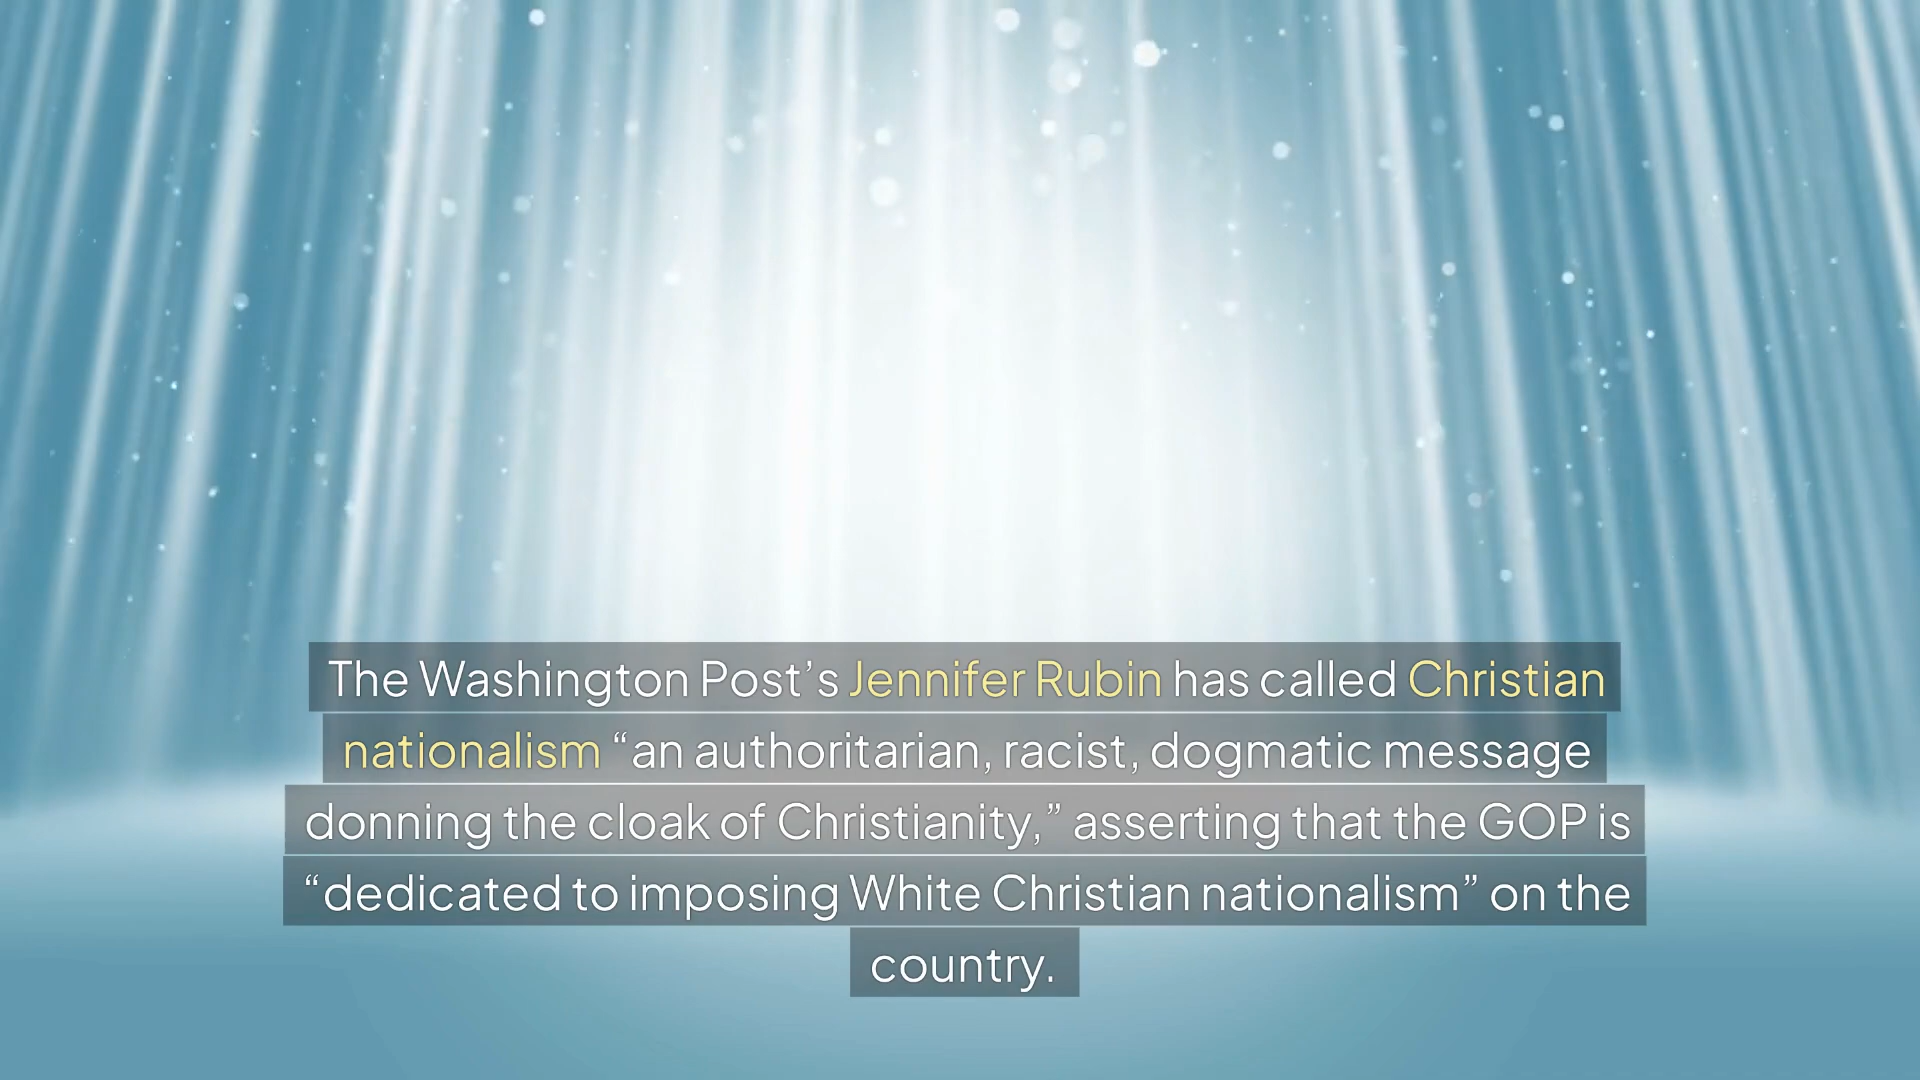 The Washington Post’s Jennifer Rubin has called Christian
nationalism “an authoritarian, racist, dogmatic message
donning the cloak of Christianity,” asserting that the GOP is
“dedicated to imposing White Christian nationalism” on the
country.